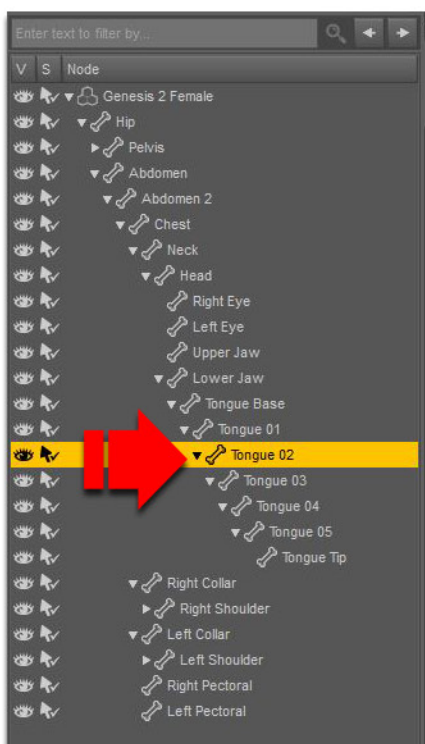 Enter text to filter by...
V S Node
Genesis 2 Female
Hip
Pelvis
Abdomen
Abdomen 2
Chest
Neck
Head
Right Eye
Left Eye
Upper Jaw
Lower Jaw
Tongue Base
Tongue 01
Tongue 02
Tongue 03
Tongue 04
Tongue 05
Tongue Tip
Right Collar
Right Shoulder
Left Collar
Left Shoulder
Right Pectoral
Left Pectoral